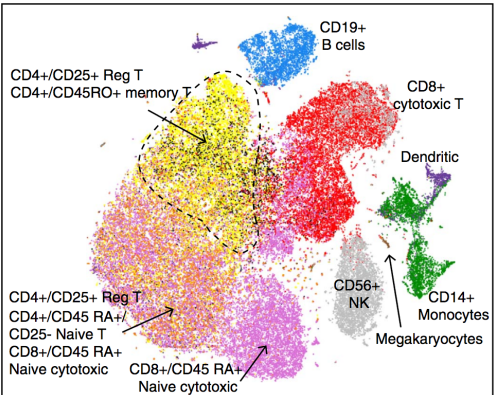 CD19+
B cells
CD4+/CD25+ Reg T
CD4+/CD45RO+ memory T
CD8+
cytotoxic T
Dendritic
CD56+
NK
CD14+
Monocytes
Megakaryocytes
CD4+/CD25+ Reg T
CD4+/CD45 RA+/
CD25- Naive T
CD8+/CD45 RA+
Naive cytotoxic
CD8+/CD45 RA+
Naive cytotoxic